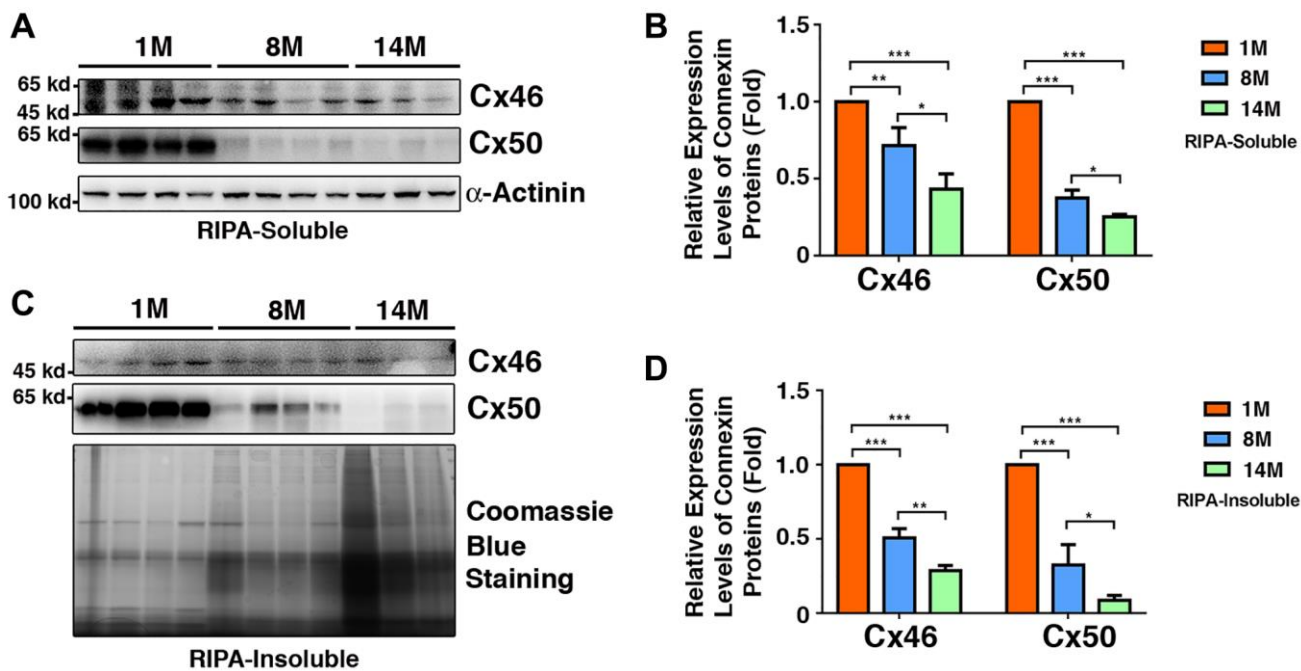 A
1M 8M 14M
65 kd
45 kd
Cx46
65 kd
Cx50
100 kd
α-Actinin
RIPA-Soluble
B
Relative Expression
Levels of Connexin
Proteins (Fold)
1.5
1.0
0.5
0
***
**
*
***
***
*
Cx46 Cx50
1M
8M
14M
RIPA-Soluble
C
1M 8M 14M
45 kd
Cx46
65 kd
Cx50
Coomassie
Blue
Staining
RIPA-Insoluble
D
Relative Expression
Levels of Connexin
Proteins (Fold)
1.5
1.0
0.5
0
***
***
**
***
***
*
Cx46 Cx50
1M
8M
14M
RIPA-Insoluble